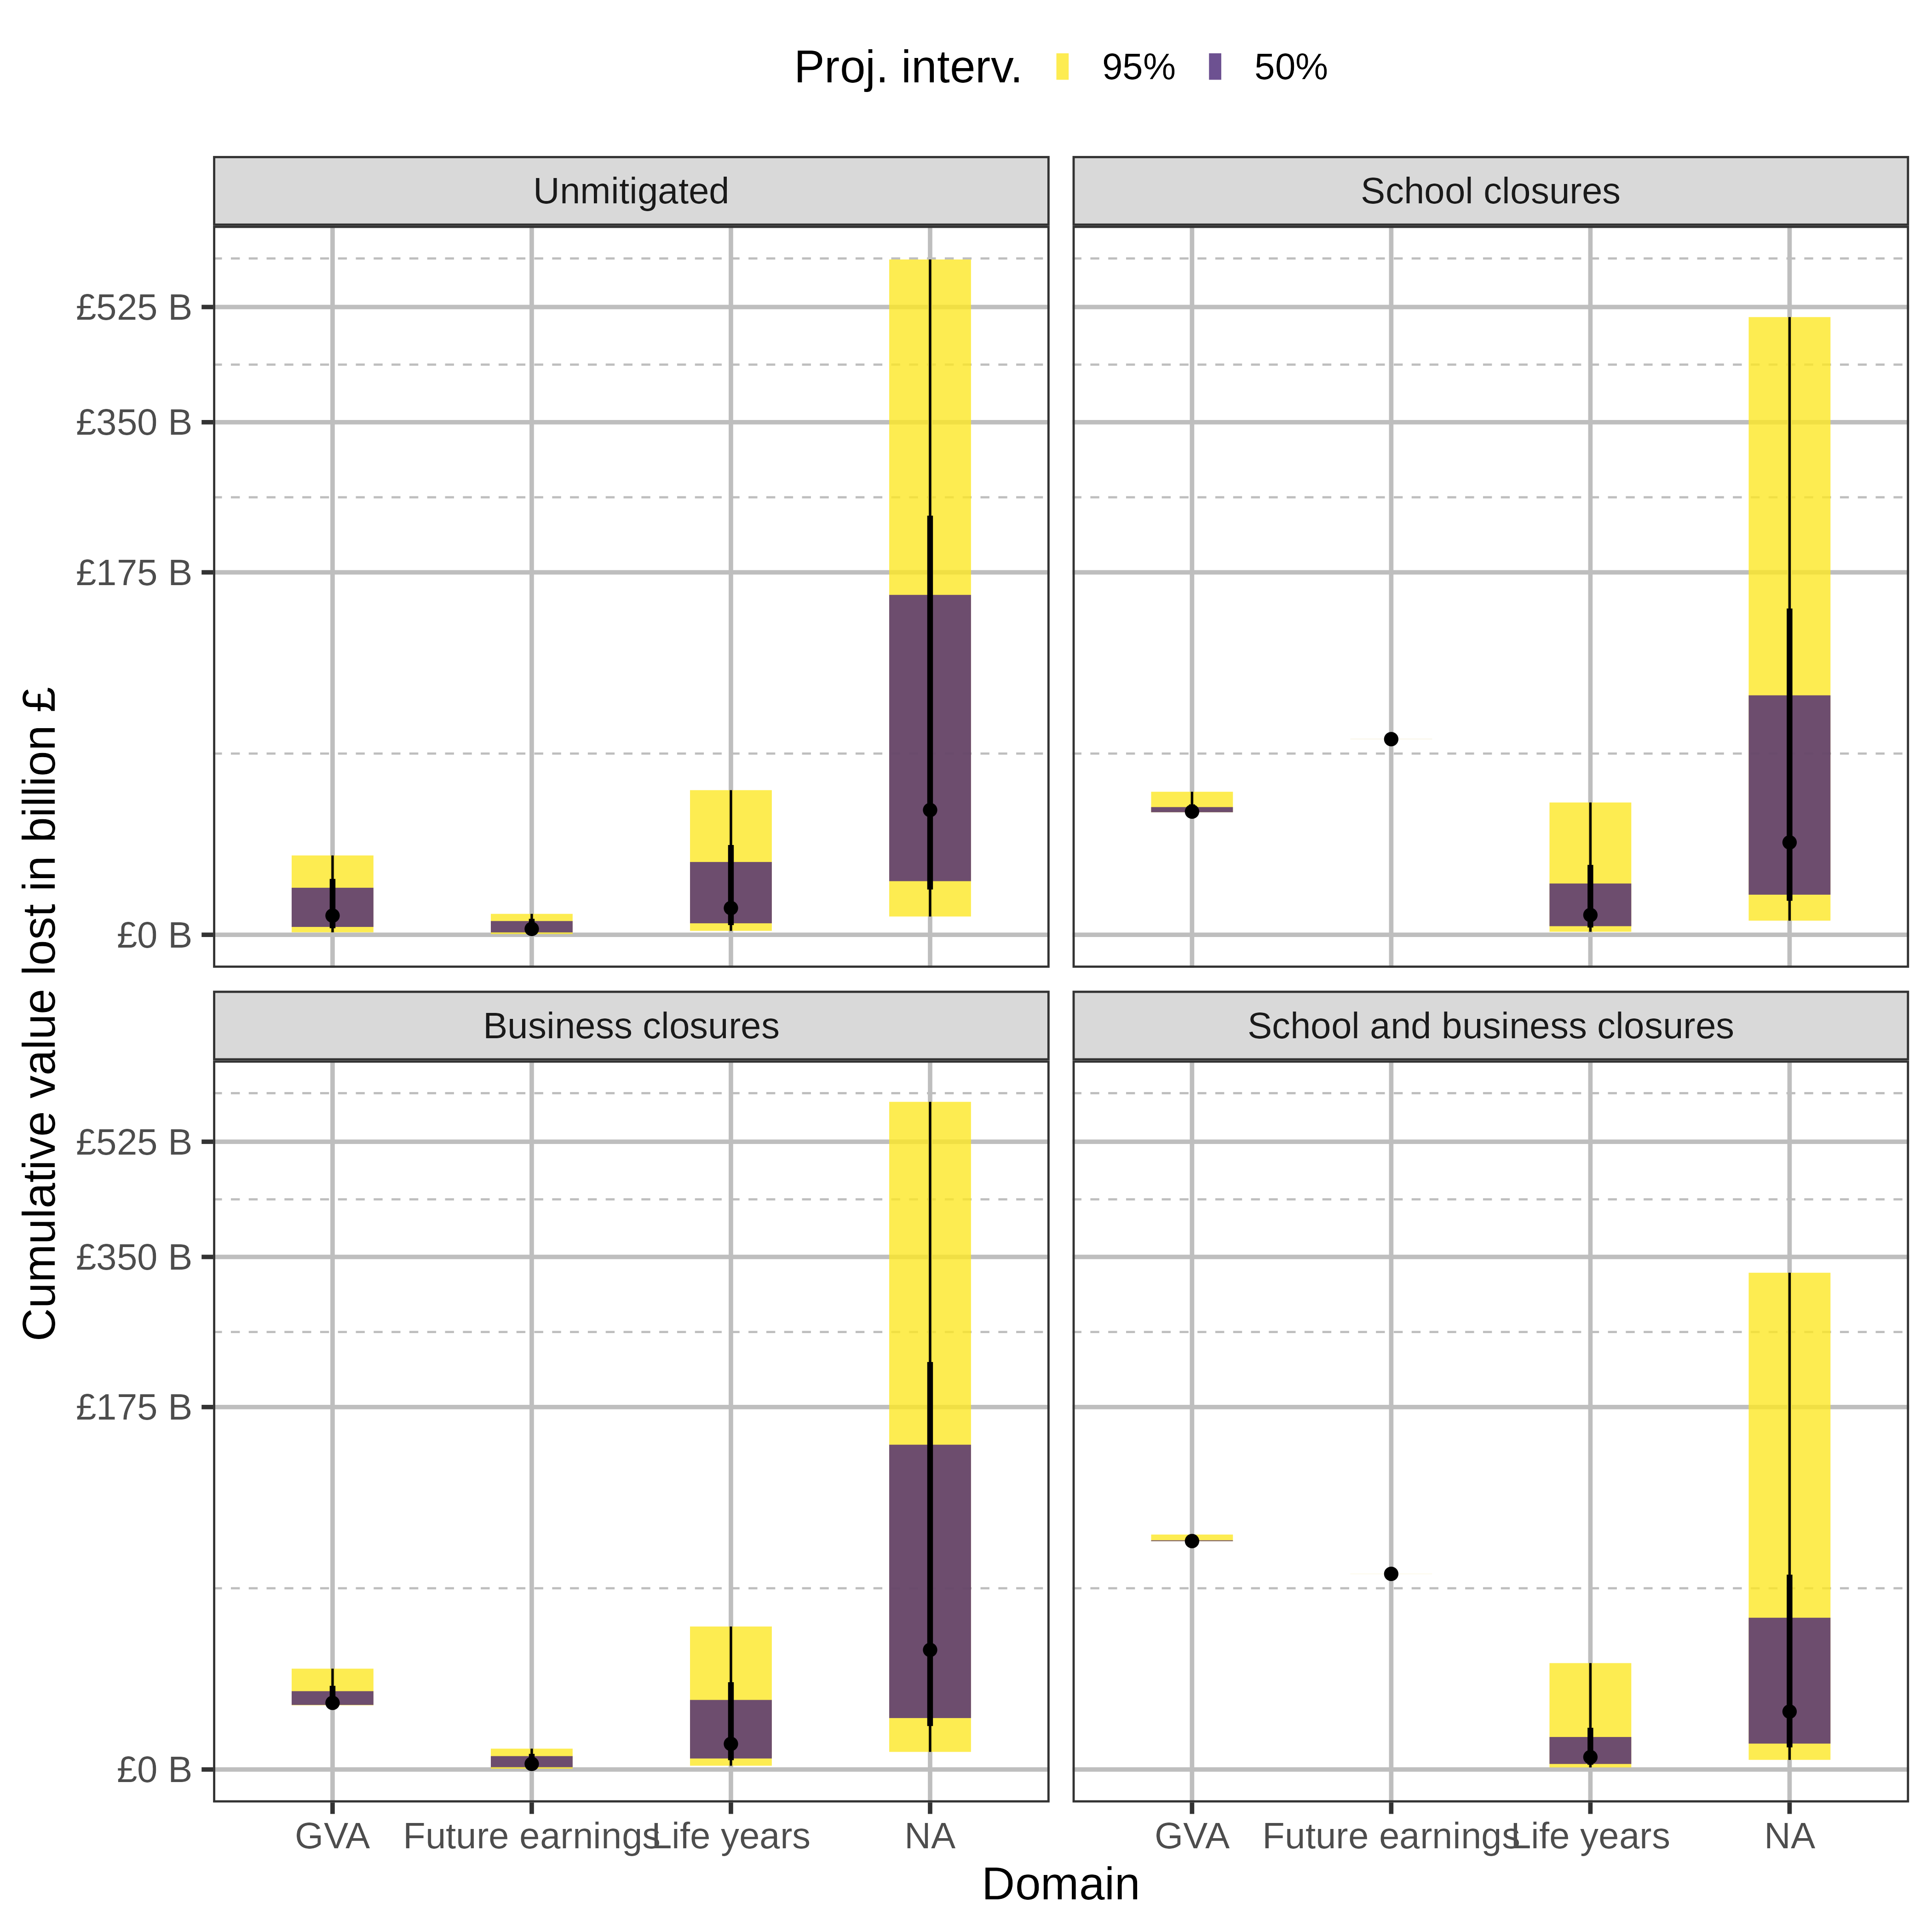 Proj. interv. 95% 50%
Unmitigated
School closures
£525 B
£350 B
£175 B
£0 B
Business closures
School and business closures
£525 B
£350 B
£175 B
£0 B
GVA Future earnings Life years NA
GVA Future earnings Life years NA
Domain
Cumulative value lost in billion £